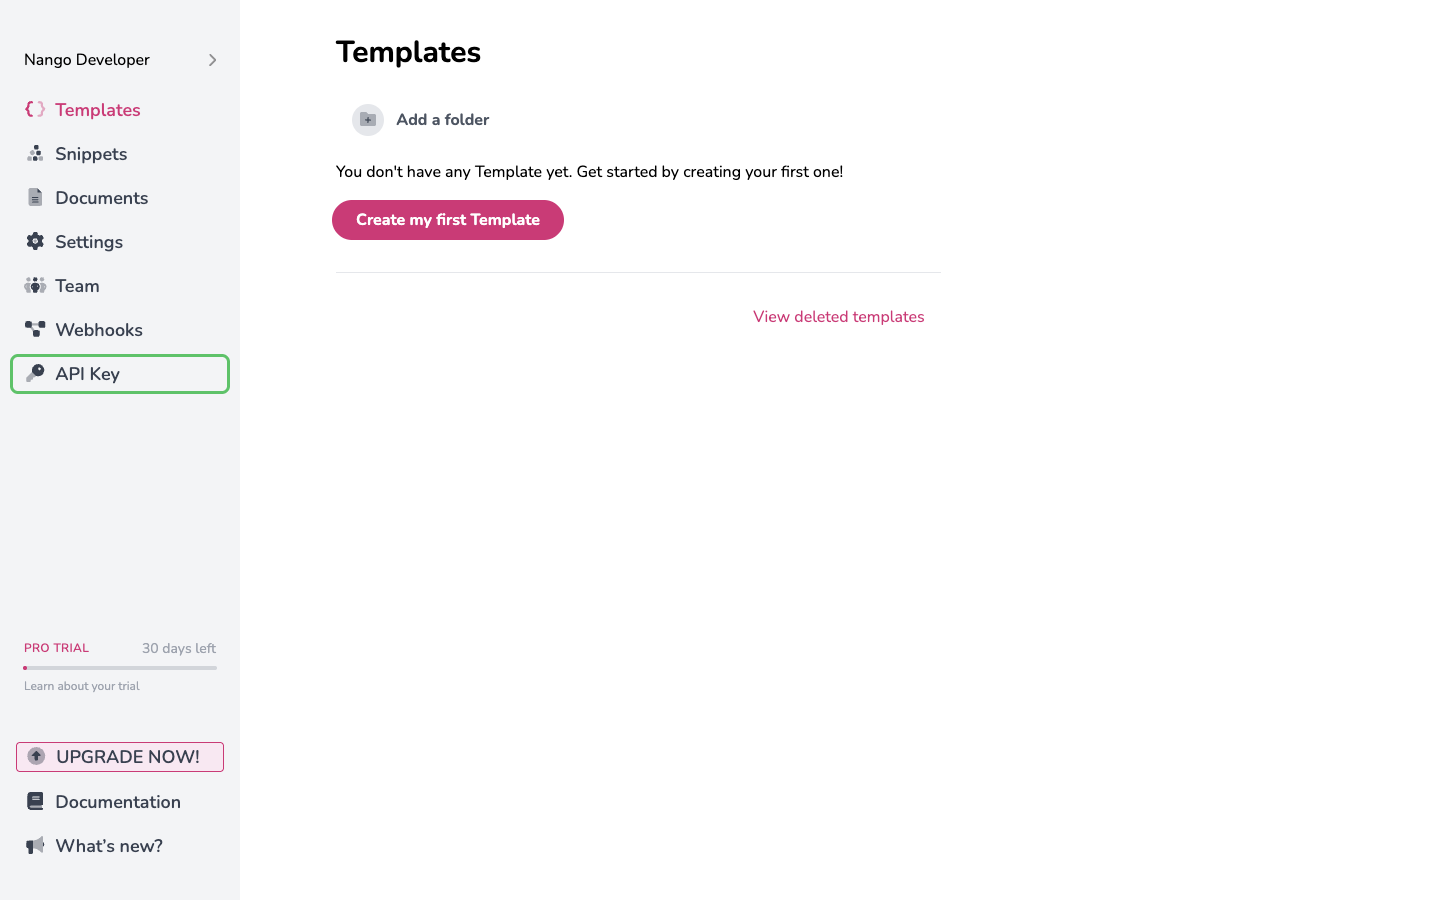 Nango Developer
Templates
Snippets
Documents
Settings
Team
Webhooks
API Key
PRO TRIAL
30 days left
Learn about your trial
UPGRADE NOW!
Documentation
What's new?
Templates
Add a folder
You don't have any Template yet. Get started by creating your first one!
Create my first Template
View deleted templates